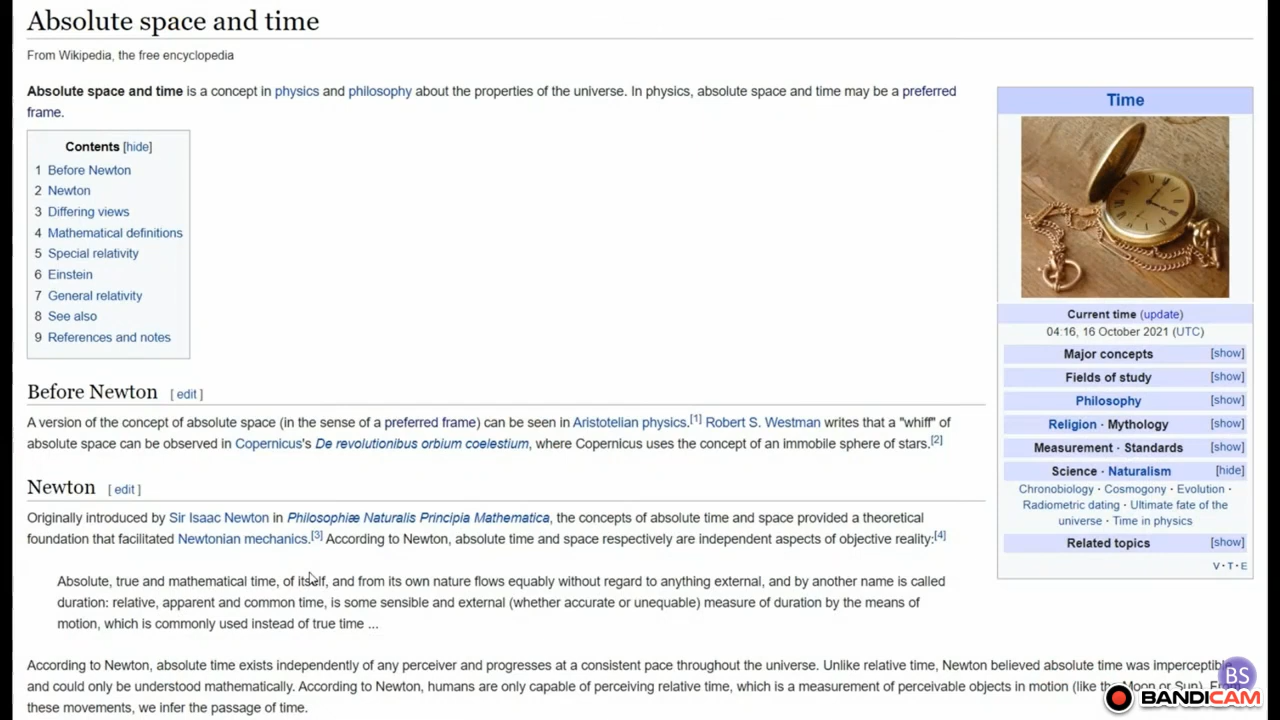 Absolute space and time
From Wikipedia, the free encyclopedia
Absolute space and time is a concept in physics and philosophy about the properties of the universe. In physics, absolute space and time may be a preferred
frame.
Contents [hide]
1 Before Newton
2 Newton
3 Differing views
4 Mathematical definitions
5 Special relativity
6 Einstein
7 General relativity
8 See also
9 References and notes
Before Newton [ edit ]
A version of the concept of absolute space (in the sense of a preferred frame) can be seen in Aristotelian physics.[1] Robert S. Westman writes that a "whiff" of
absolute space can be observed in Copernicus's De revolutionibus orbium coelestium, where Copernicus uses the concept of an immobile sphere of stars.[2]
Newton [ edit ]
Originally introduced by Sir Isaac Newton in Philosophiæ Naturalis Principia Mathematica, the concepts of absolute time and space provided a theoretical
foundation that facilitated Newtonian mechanics.[3] According to Newton, absolute time and space respectively are independent aspects of objective reality:[4]
Absolute, true and mathematical time, of itself, and from its own nature flows equably without regard to anything external, and by another name is called
duration: relative, apparent and common time, is some sensible and external (whether accurate or unequable) measure of duration by the means of
motion, which is commonly used instead of true time ...
According to Newton, absolute time exists independently of any perceiver and progresses at a consistent pace throughout the universe. Unlike relative time, Newton believed absolute time was imperceptible
and could only be understood mathematically. According to Newton, humans are only capable of perceiving relative time, which is a measurement of perceivable objects in motion (like the Moon or Sun). From
these movements, we infer the passage of time.
Time
Current time (update)
04:16, 16 October 2021 (UTC)
Major concepts [show]
Fields of study [show]
Philosophy [show]
Religion · Mythology [show]
Measurement · Standards [show]
Science · Naturalism [hide]
Chronobiology · Cosmogony · Evolution ·
Radiometric dating · Ultimate fate of the
universe · Time in physics
Related topics [show]
V · T · E
BS
BANDICAM